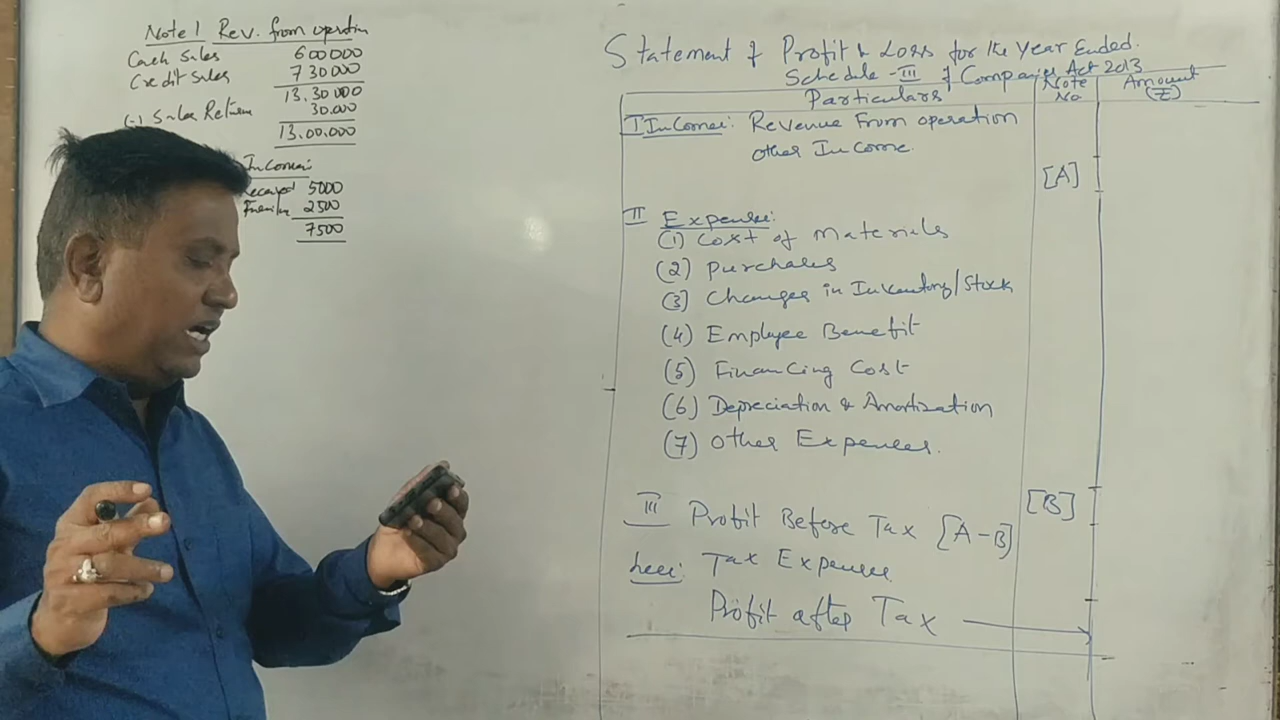 Note 1 Rev. from operation
Cash Sales 600000
Credit Sales 730000
13,30000
(-) Sales Return 30.000
13,00,000
Incomes
Received 5000
2500
7500
Statement of Profit & Loss for the Year Ended.
Schedule-III of Companies Act 2013
Particulars Note No Amount (₹)
I Incomes: Revenue From operation
other Income.
[A]
II Expenses:
(1) Cost of Materials
(2) Purchases
(3) Changes in Inventory/Stock
(4) Employee Benefit
(5) Financing Cost
(6) Depreciation & Amortization
(7) Other Expenses.
[B]
III Profit Before Tax [A-B]
Less: Tax Expenses
Profit after Tax